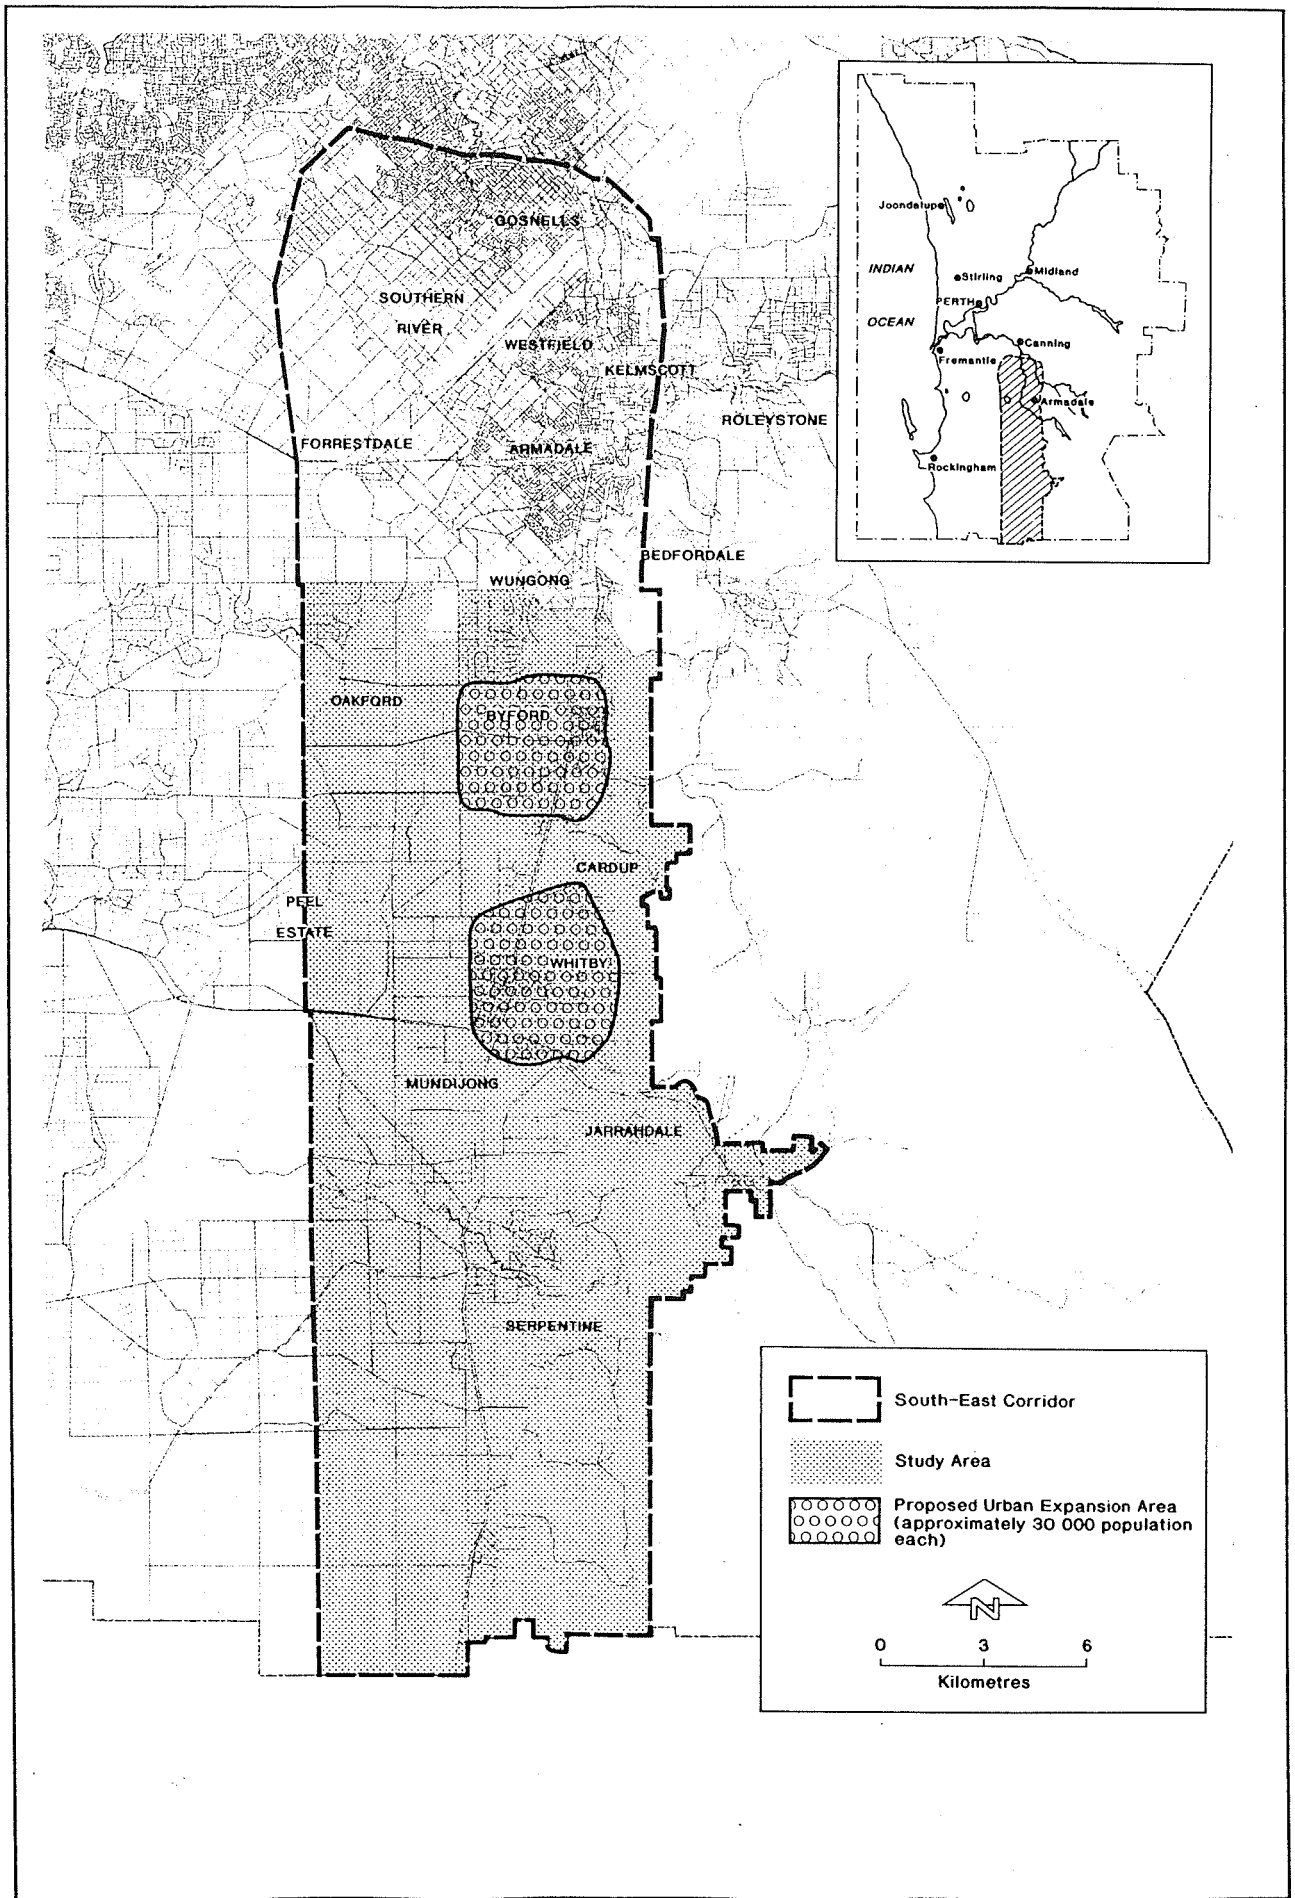 GOSNELLS
SOUTHERN
RIVER
WESTFIELD
KELMSCOTT
ROLEYSTONE
FORRESTDALE
ARMADALE
BEDFORDALE
WUNGONG
OAKFORD
BYFORD
CARDUP
PEEL
ESTATE
WHITBY
MUNDIJONG
JARRAHDALE
SERPENTINE
Joondalup
INDIAN
Stirling
Midland
PERTH
OCEAN
Canning
Fremantle
Armadale
Rockingham
South-East Corridor
Study Area
Proposed Urban Expansion Area
(approximately 30 000 population
each)
N
0 3 6
Kilometres